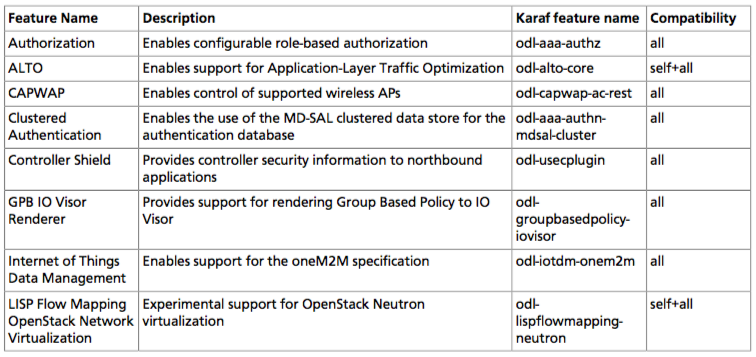 Feature Name Description Karaf feature name Compatibility
Authorization Enables configurable role-based authorization odl-aaa-authz all
ALTO Enables support for Application-Layer Traffic Optimization odl-alto-core self+all
CAPWAP Enables control of supported wireless APs odl-capwap-ac-rest all
Clustered Enables the use of the MD-SAL clustered data store for the odl-aaa-authn- all
Authentication authentication database mdsal-cluster
Controller Shield Provides controller security information to northbound odl-usecplugin all
applications
GPB IO Visor Provides support for rendering Group Based Policy to IO odl- all
Renderer Visor groupbasedpolicy-
iovisor
Internet of Things Enables support for the oneM2M specification odl-iotdm-onem2m all
Data Management
LISP Flow Mapping Experimental support for OpenStack Neutron odl- self+all
OpenStack Network virtualization lispflowmapping-
Virtualization neutron